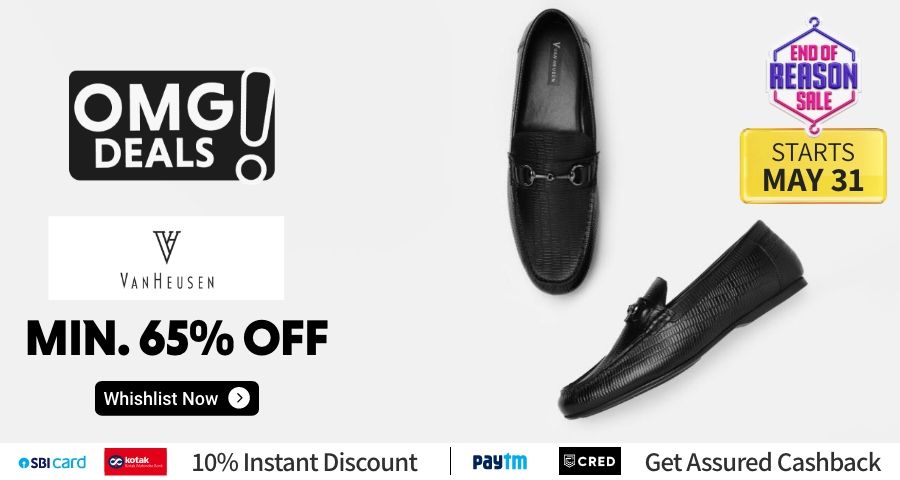 OMG!
DEALS
VANHEUSEN
MIN. 65% OFF
Whishlist Now
VANHEUSEN
END OF
REASON
SALE
STARTS
MAY 31
SBI card
kotak
10% Instant Discount
paytm
CRED
Get Assured Cashback